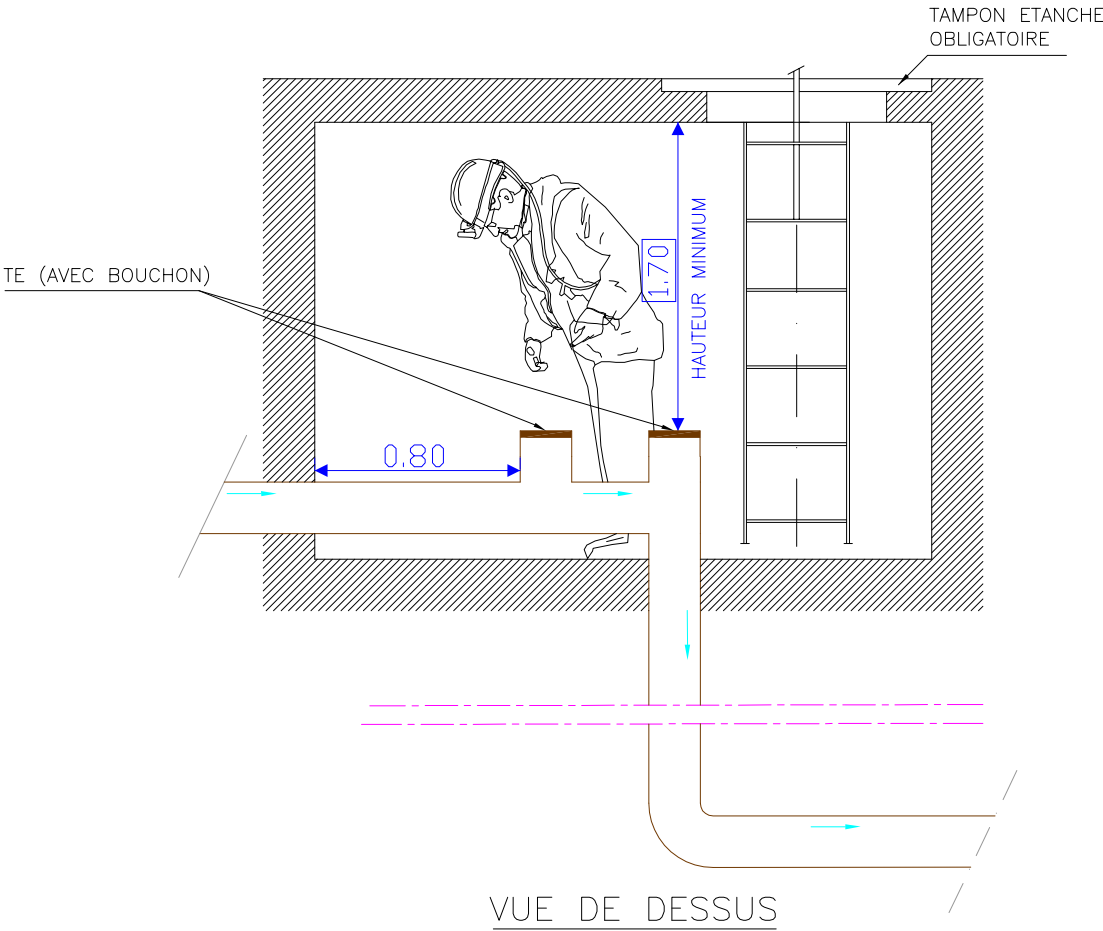 TAMPON ETANCHE
OBLIGATOIRE
TE (AVEC BOUCHON)
1.70
HAUTEUR MINIMUM
0.80
VUE DE DESSUS